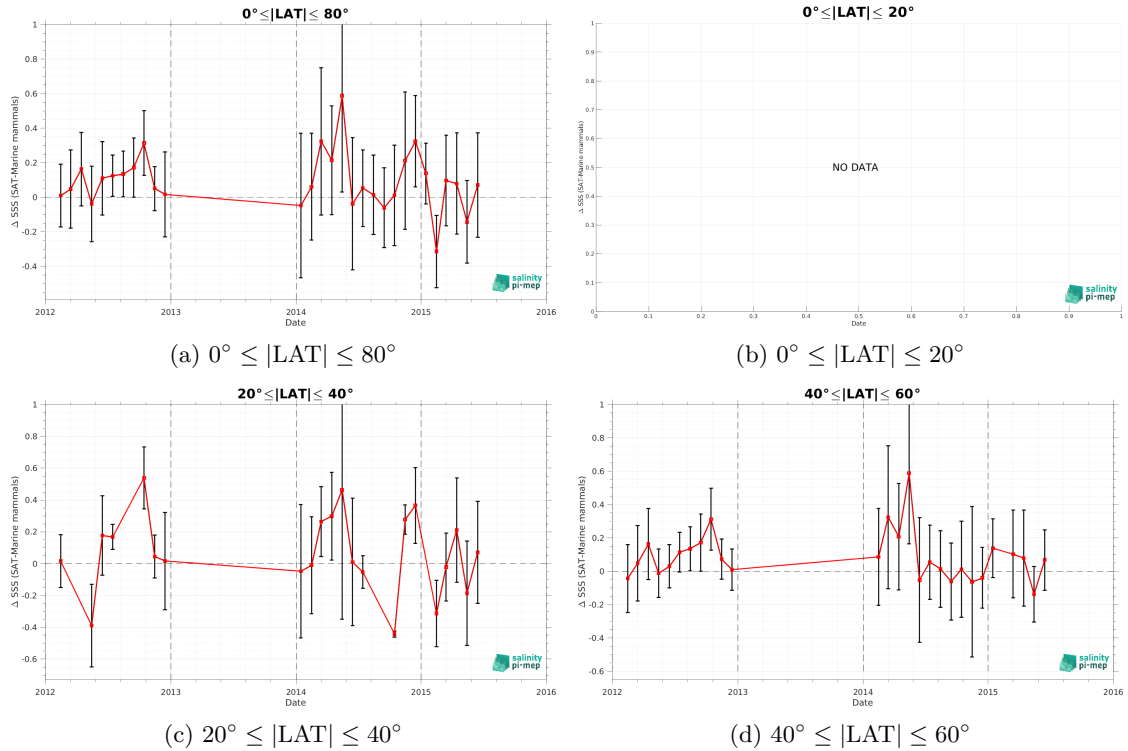 0°≤|LAT|≤ 80°
Δ SSS (SAT-Marine mammals)
1
0.8
0.6
0.4
0.2
0
-0.2
-0.4
2012
2013
2014
2015
2016
Date
salinity
pi-mep
(a) 0° ≤ |LAT| ≤ 80°
0°≤|LAT|≤ 20°
Δ SSS (SAT-Marine mammals)
1
0.9
0.8
0.7
0.6
0.5
0.4
0.3
0.2
0.1
0
NO DATA
0
0.1
0.2
0.3
0.4
0.5
0.6
0.7
0.8
0.9
1
Date
salinity
pi-mep
(b) 0° ≤ |LAT| ≤ 20°
20°≤|LAT|≤ 40°
Δ SSS (SAT-Marine mammals)
1
0.8
0.6
0.4
0.2
0
-0.2
-0.4
-0.6
2012
2013
2014
2015
2016
Date
salinity
pi-mep
(c) 20° ≤ |LAT| ≤ 40°
40°≤|LAT|≤ 60°
Δ SSS (SAT-Marine mammals)
1
0.8
0.6
0.4
0.2
0
-0.2
-0.4
-0.6
2012
2013
2014
2015
2016
Date
salinity
pi-mep
(d) 40° ≤ |LAT| ≤ 60°